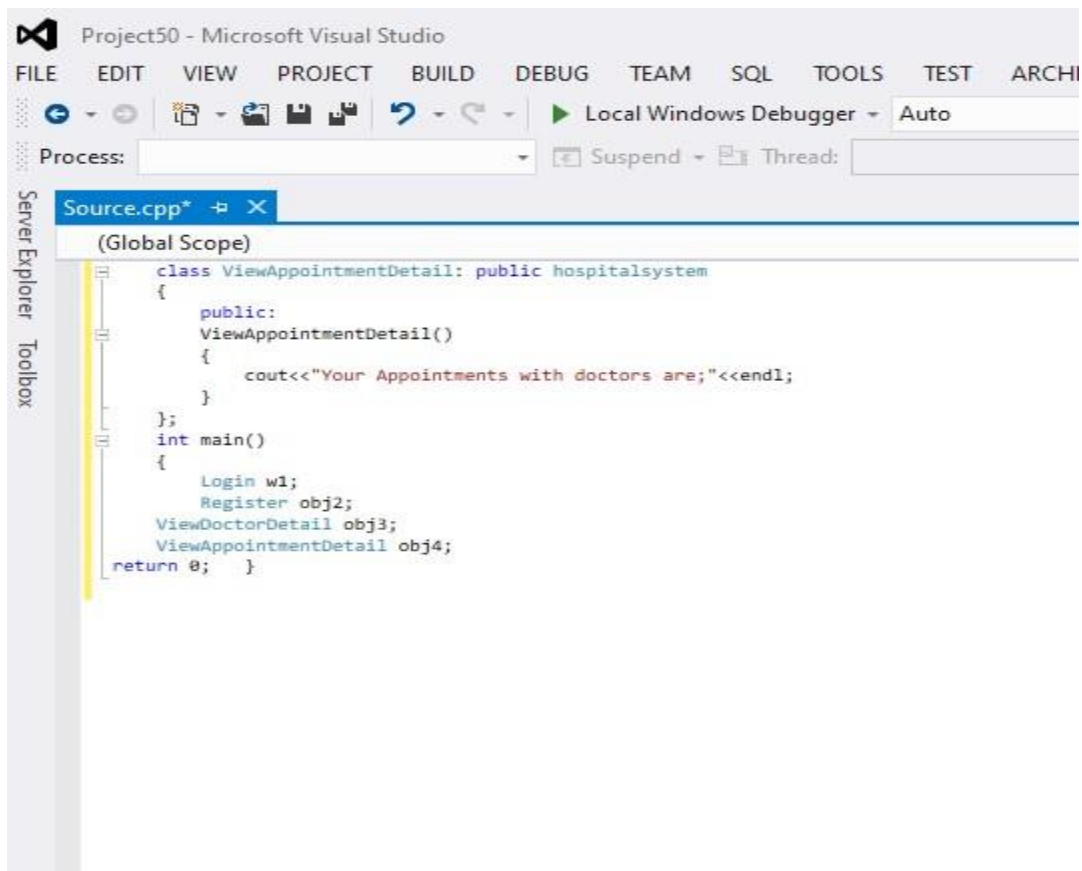 Project50 - Microsoft Visual Studio
FILE EDIT VIEW PROJECT BUILD DEBUG TEAM SQL TOOLS TEST ARCHI
Local Windows Debugger Auto
Process: Suspend Thread:
Server Explorer
Toolbox
Source.cpp*
(Global Scope)
class ViewAppointmentDetail: public hospitalsystem
{
public:
ViewAppointmentDetail()
{
cout<<"Your Appointments with doctors are;"<<endl;
}
};
int main()
{
Login w1;
Register obj2;
ViewDoctorDetail obj3;
ViewAppointmentDetail obj4;
return 0; }